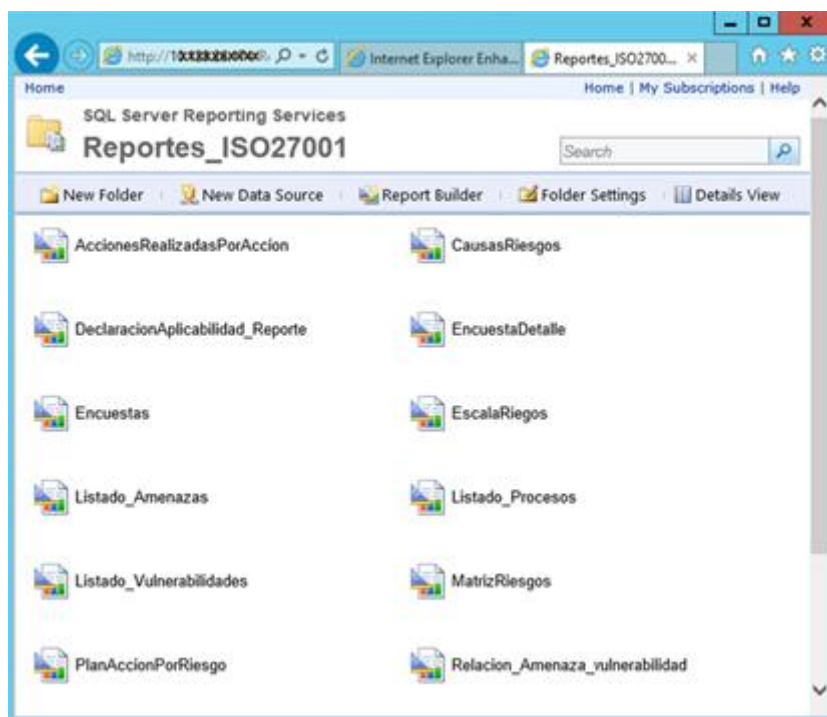 http://10
Internet Explorer Enha...
Reportes_ISO2700...
Home
Home | My Subscriptions | Help
SQL Server Reporting Services
Reportes_ISO27001
Search
New Folder
New Data Source
Report Builder
Folder Settings
Details View
AccionesRealizadasPorAccion
CausasRiesgos
DeclaracionAplicabilidad_Reporte
EncuestaDetalle
Encuestas
EscalaRiegos
Listado_Amenazas
Listado_Procesos
Listado_Vulnerabilidades
MatrizRiesgos
PlanAccionPorRiesgo
Relacion_Amenaza_vulnerabilidad